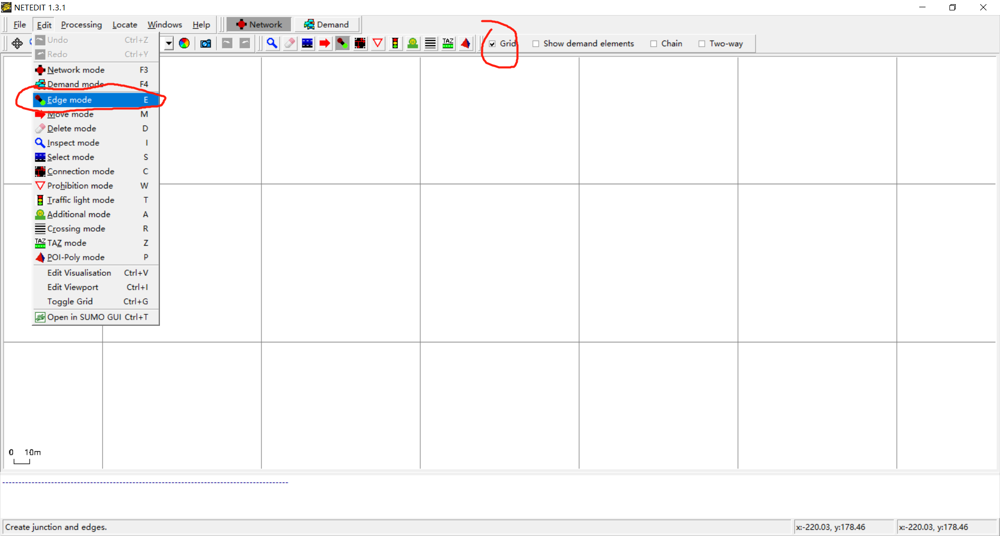 NETEDIT 1.3.1
File Edit Processing Locate Windows Help Network Demand
Grid Show demand elements Chain Two-way
TAZ
Undo Ctrl+Z
Redo Ctrl+Y
Network mode F3
Demand mode F4
Edge mode E
Move mode M
Delete mode D
Inspect mode I
Select mode S
Connection mode C
Prohibition mode W
Traffic light mode T
Additional mode A
Crossing mode R
TAZ TAZ mode Z
POI-Poly mode P
Edit Visualisation Ctrl+V
Edit Viewport Ctrl+I
Toggle Grid Ctrl+G
Open in SUMO GUI Ctrl+T
0 10m
Create junction and edges. x:-220.03, y:178.46 x:-220.03, y:178.46